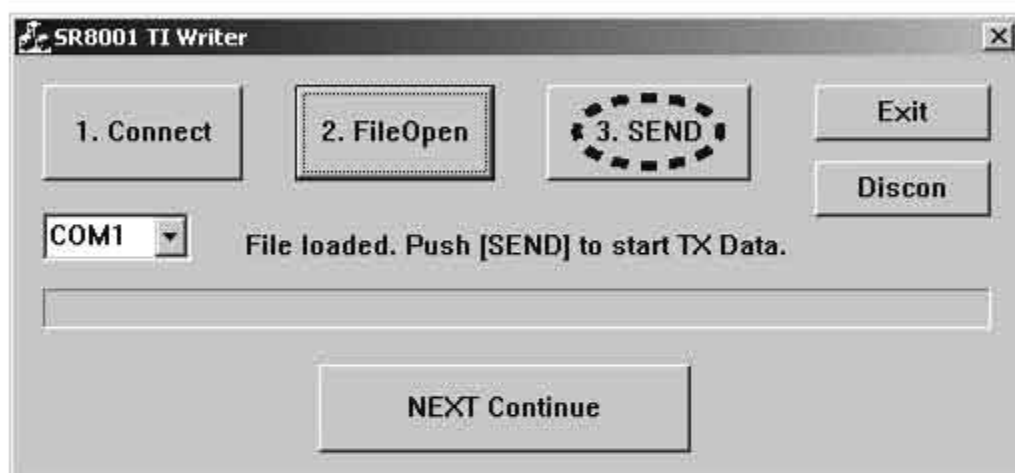 SR8001 TI Writer
1. Connect
2. FileOpen
3. SEND
Exit
Discon
COM1
File loaded. Push [SEND] to start TX Data.
NEXT Continue